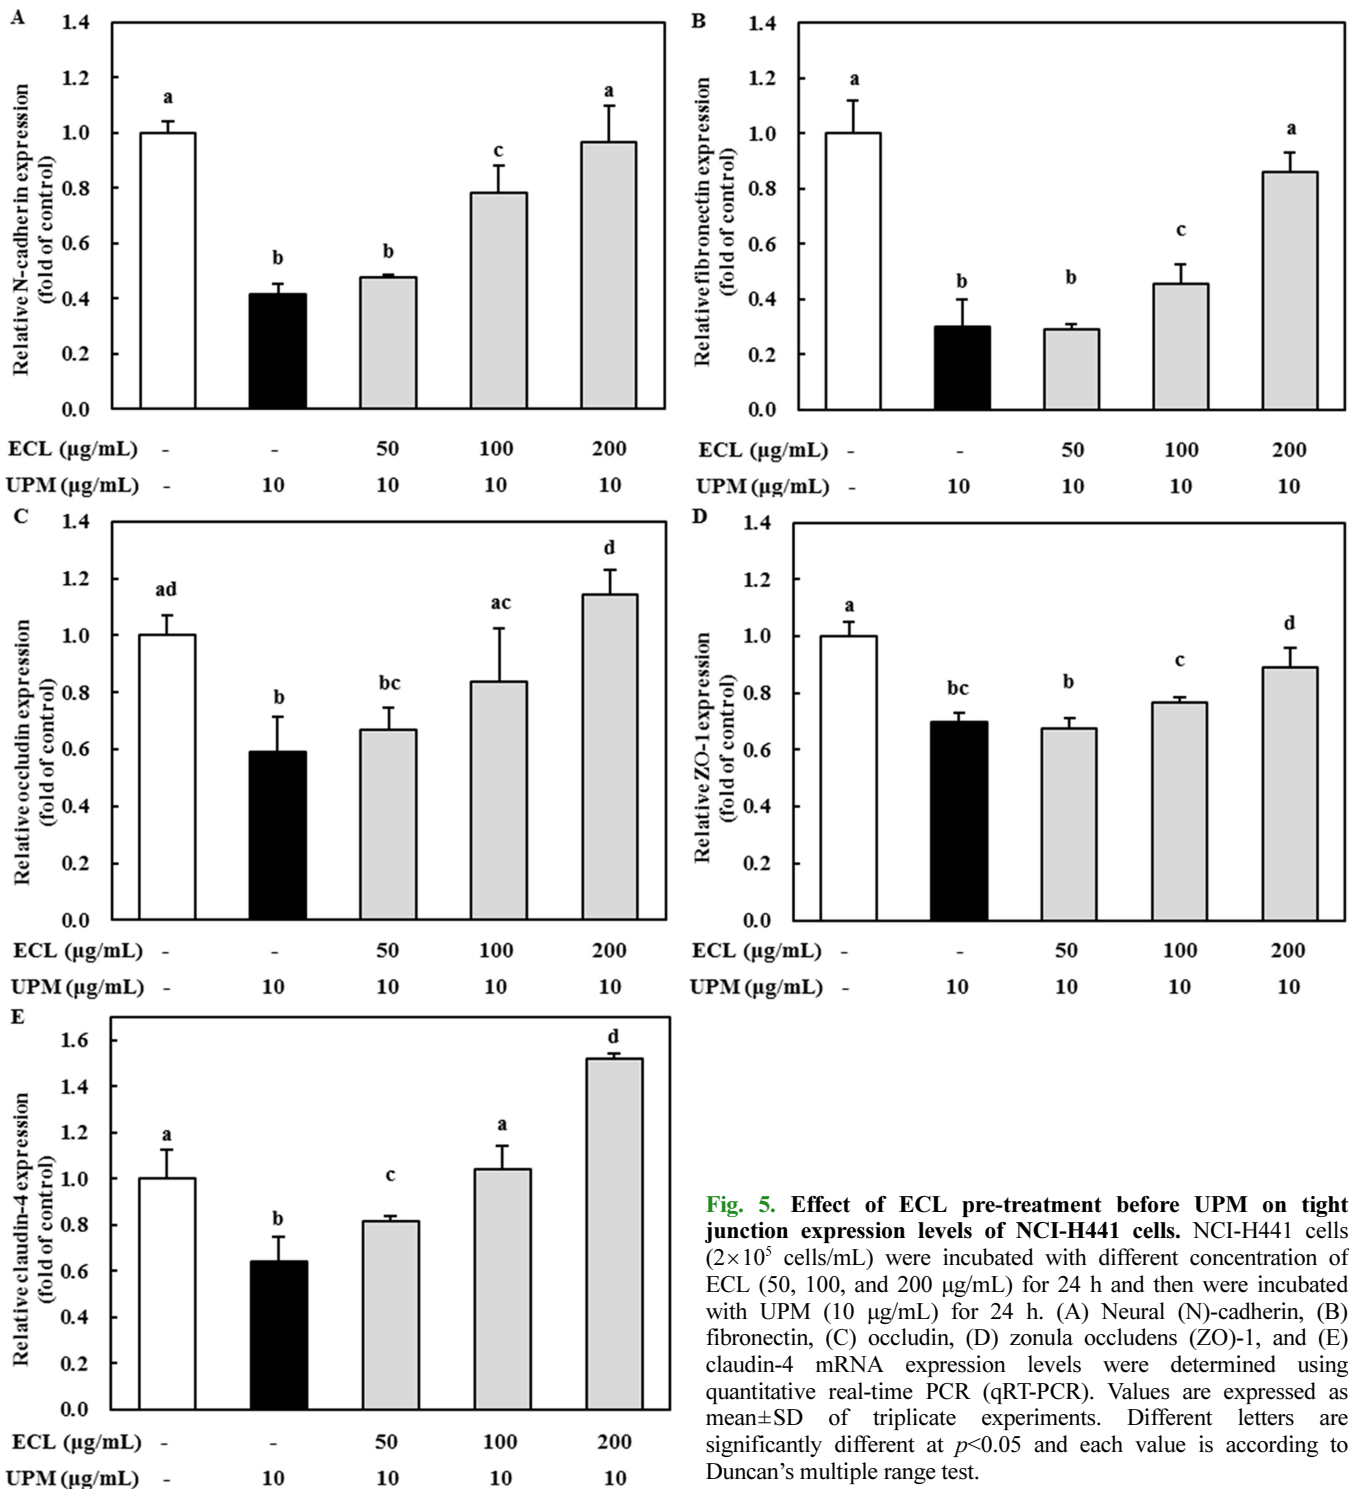 A
Relative N-cadherin expression
(fold of control)
1.4
1.2
1.0
0.8
0.6
0.4
0.2
0.0
a
b
b
c
a
ECL (μg/mL) - - 50 100 200
UPM (μg/mL) - 10 10 10 10
B
Relative fibronectin expression
(fold of control)
1.4
1.2
1.0
0.8
0.6
0.4
0.2
0.0
a
b
b
c
a
ECL (μg/mL) - - 50 100 200
UPM (μg/mL) - 10 10 10 10
C
Relative occludin expression
(fold of control)
1.4
1.2
1.0
0.8
0.6
0.4
0.2
0.0
ad
b
bc
ac
d
ECL (μg/mL) - - 50 100 200
UPM (μg/mL) - 10 10 10 10
D
Relative ZO-1 expression
(fold of control)
1.4
1.2
1.0
0.8
0.6
0.4
0.2
0.0
a
bc
b
c
d
ECL (μg/mL) - - 50 100 200
UPM (μg/mL) - 10 10 10 10
E
Relative claudin-4 expression
(fold of control)
1.6
1.4
1.2
1.0
0.8
0.6
0.4
0.2
0.0
a
b
c
a
d
ECL (μg/mL) - - 50 100 200
UPM (μg/mL) - 10 10 10 10
Fig. 5. Effect of ECL pre-treatment before UPM on tight
junction expression levels of NCI-H441 cells. NCI-H441 cells
(2×10⁵ cells/mL) were incubated with different concentration of
ECL (50, 100, and 200 μg/mL) for 24 h and then were incubated
with UPM (10 μg/mL) for 24 h. (A) Neural (N)-cadherin, (B)
fibronectin, (C) occludin, (D) zonula occludens (ZO)-1, and (E)
claudin-4 mRNA expression levels were determined using
quantitative real-time PCR (qRT-PCR). Values are expressed as
mean±SD of triplicate experiments. Different letters are
significantly different at p<0.05 and each value is according to
Duncan's multiple range test.